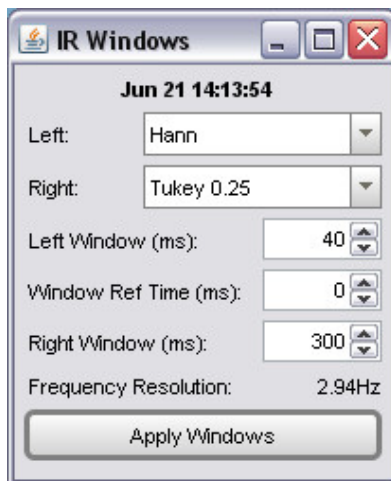 IR Windows
Jun 21 14:13:54
Left: Hann
Right: Tukey 0.25
Left Window (ms): 40
Window Ref Time (ms): 0
Right Window (ms): 300
Frequency Resolution: 2.94Hz
Apply Windows